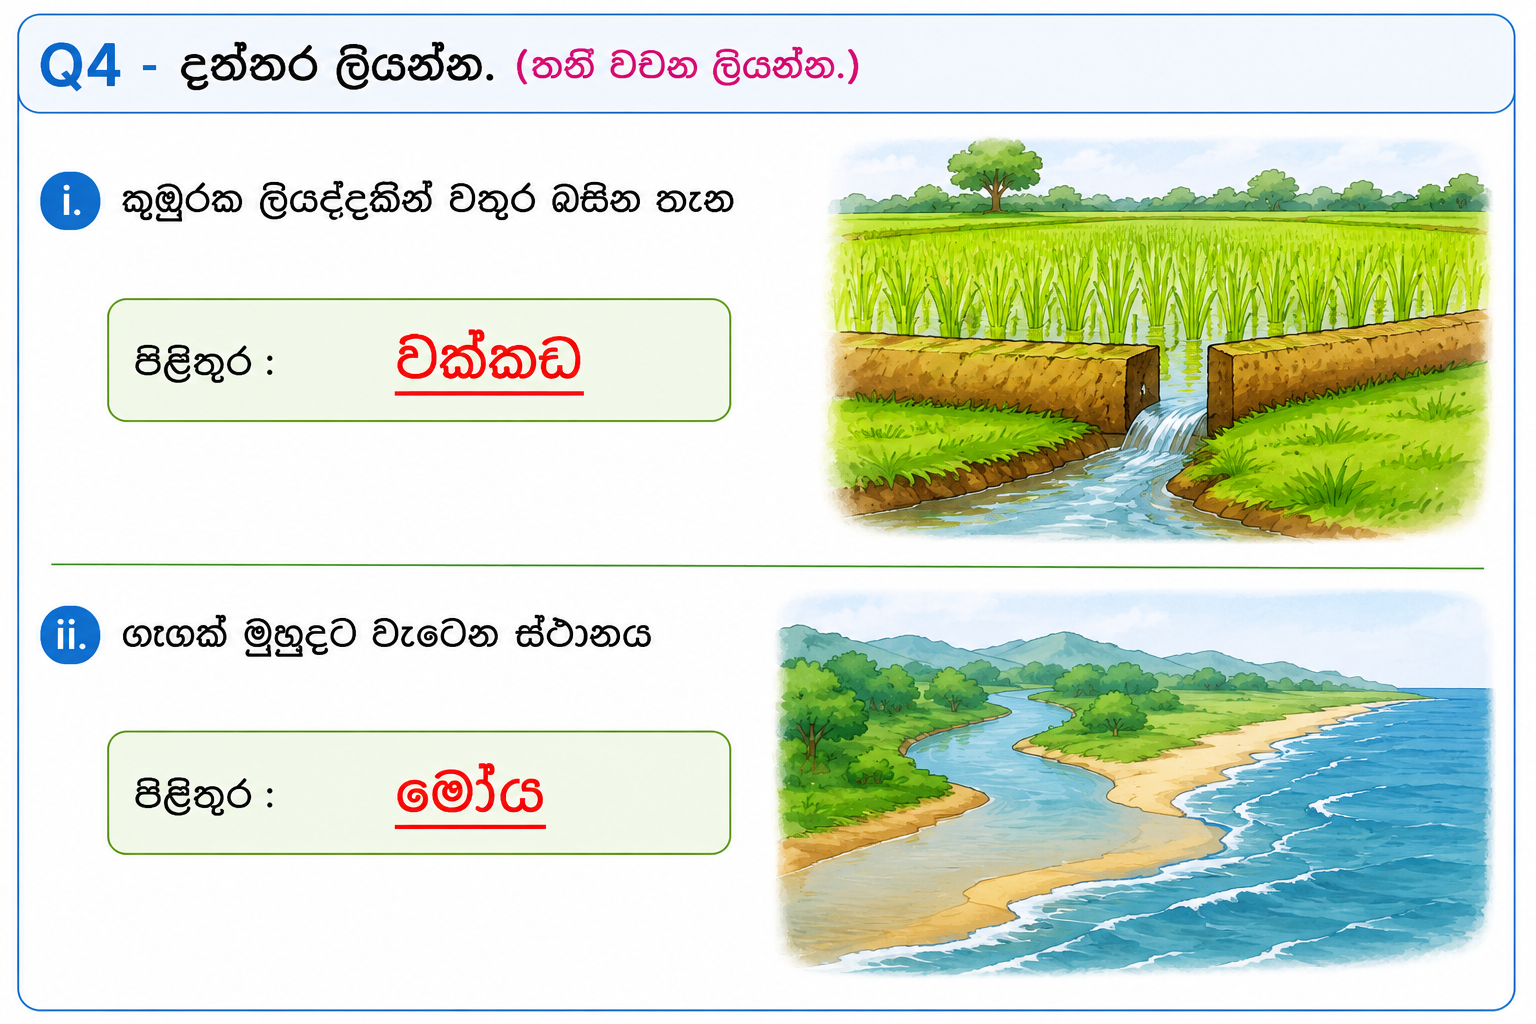 Q4 - දත්තර ලියන්න. (තනි වචන ලියන්න.)
i. කුඹුරක ලියද්දකින් වතුර බසින තැන
පිළිතුර : වක්කඩ
ii. ගෑගක් මුහුදට වැටෙන ස්ථානය
පිළිතුර : මෝය